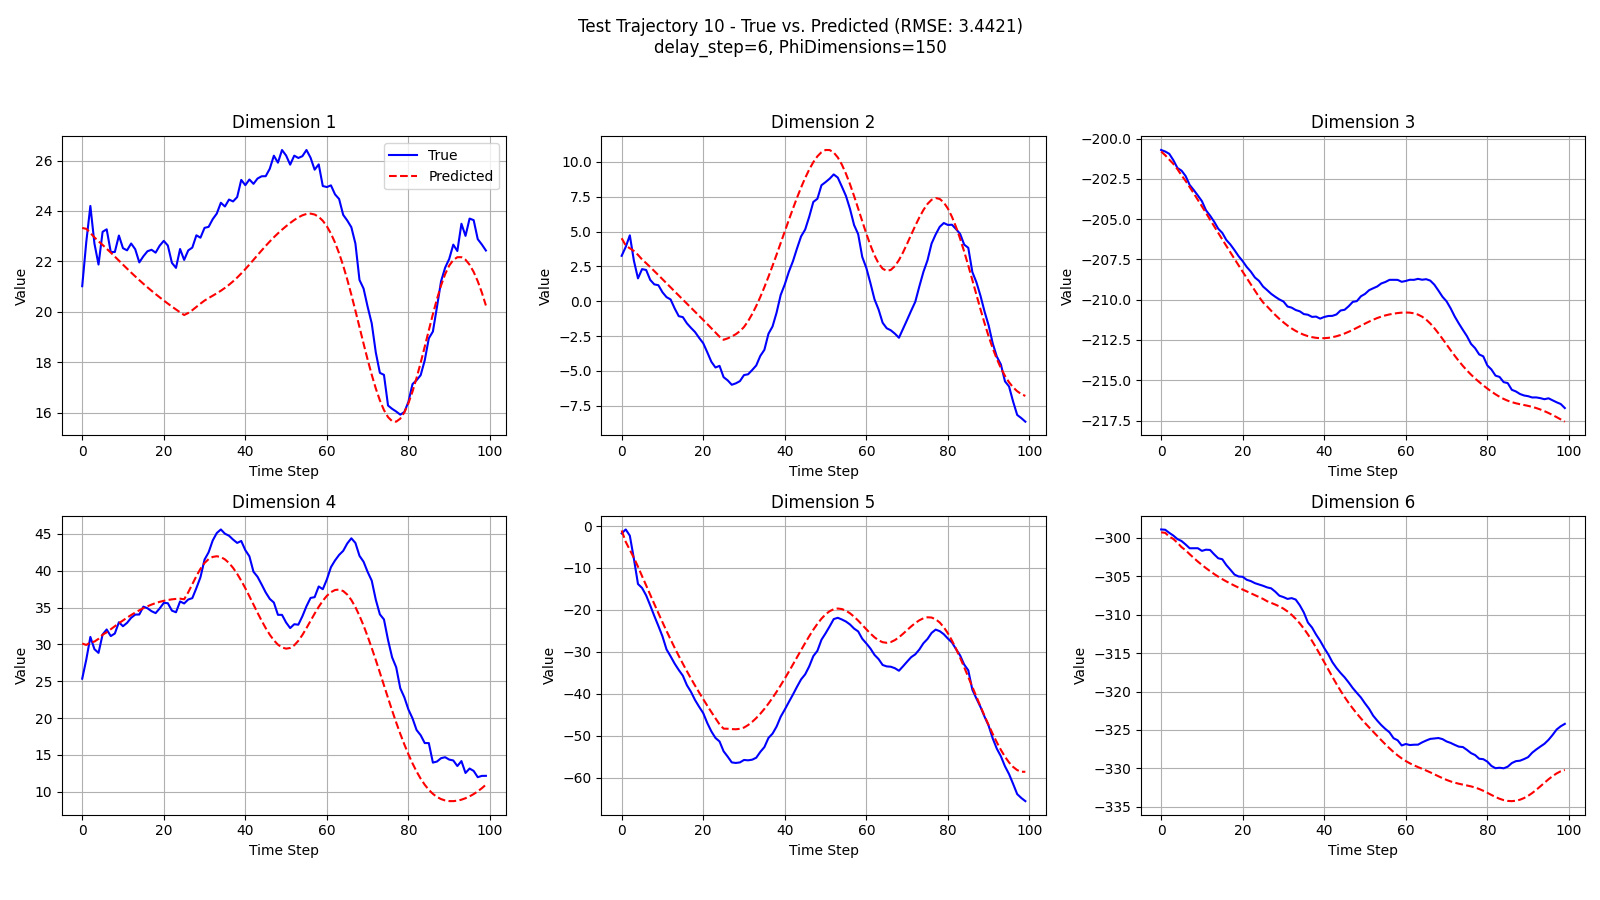 Test Trajectory 10 - True vs. Predicted (RMSE: 3.4421)
delay_step=6, PhiDimensions=150
Dimension 1
Value
26
24
22
20
18
16
0 20 40 60 80 100
Time Step
True
Predicted
Dimension 2
Value
10.0
7.5
5.0
2.5
0.0
−2.5
−5.0
−7.5
0 20 40 60 80 100
Time Step
Dimension 3
Value
−200.0
−202.5
−205.0
−207.5
−210.0
−212.5
−215.0
−217.5
0 20 40 60 80 100
Time Step
Dimension 4
Value
45
40
35
30
25
20
15
10
0 20 40 60 80 100
Time Step
Dimension 5
Value
0
−10
−20
−30
−40
−50
−60
0 20 40 60 80 100
Time Step
Dimension 6
Value
−300
−305
−310
−315
−320
−325
−330
−335
0 20 40 60 80 100
Time Step